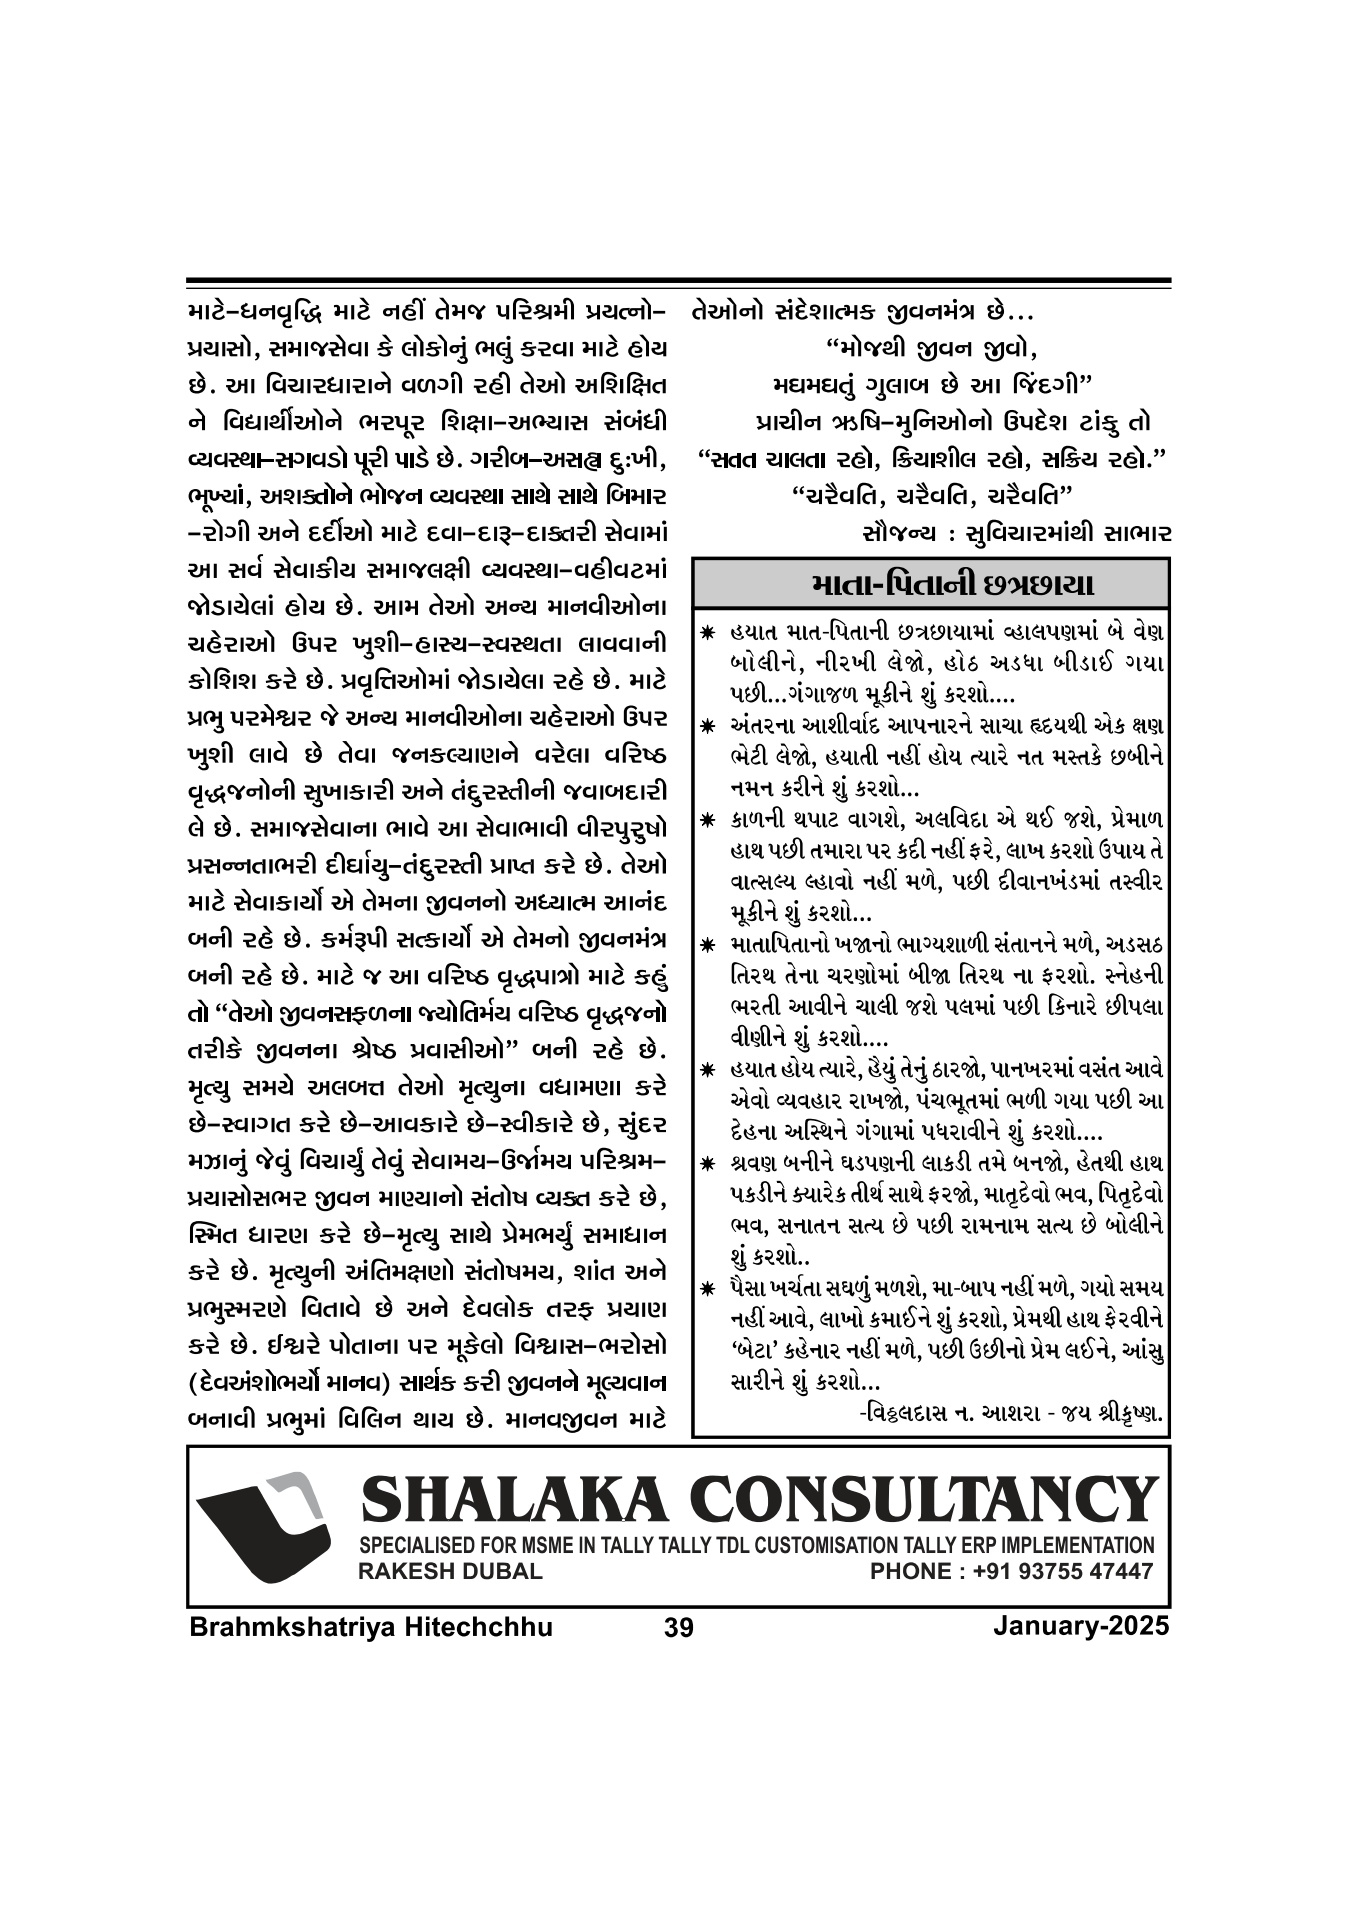 માટે–ધનવૃદ્ધિ માટે નહીં તેમજ પરિશ્રમી પ્રયત્નો–
પ્રયાસો, સમાજસેવા કે લોકોનું ભલું કરવા માટે હોય
છે. આ વિચારધારાને વળગી રહી તેઓ અશિક્ષિત
ને વિદ્યાર્થીઓને ભરપૂર શિક્ષા–અભ્યાસ સંબંધી
વ્યવસ્થા–સગવડો પૂરી પાડે છે. ગરીબ–અસહ્ય દુઃખી,
ભૂખ્યાં, અશક્તોને ભોજન વ્યવસ્થા સાથે સાથે બિમાર
–રોગી અને દર્દીઓ માટે દવા–દારૂ–દાક્તરી સેવામાં
આ સર્વ સેવાકીય સમાજલક્ષી વ્યવસ્થા–વહીવટમાં
જોડાયેલાં હોય છે. આમ તેઓ અન્ય માનવીઓના
ચહેરાઓ ઉપર ખુશી–હાસ્ય–સ્વસ્થતા લાવવાની
કોશિશ કરે છે. પ્રવૃત્તિઓમાં જોડાયેલા રહે છે. માટે
પ્રભુ પરમેશ્વર જે અન્ય માનવીઓના ચહેરાઓ ઉપર
ખુશી લાવે છે તેવા જનકલ્યાણને વરેલા વરિષ્ઠ
વૃદ્ધજનોની સુખાકારી અને તંદુરસ્તીની જવાબદારી
લે છે. સમાજસેવાના ભાવે આ સેવાભાવી વીરપુરુષો
પ્રસન્નતાભરી દીર્ઘાયુ–તંદુરસ્તી પ્રાપ્ત કરે છે. તેઓ
માટે સેવાકાર્યો એ તેમના જીવનનો અધ્યાત્મ આનંદ
બની રહે છે. કર્મરૂપી સત્કાર્યો એ તેમનો જીવનમંત્ર
બની રહે છે. માટે જ આ વરિષ્ઠ વૃદ્ધપાત્રો માટે કહું
તો “તેઓ જીવનસફળના જ્યોતિર્મય વરિષ્ઠ વૃદ્ધજનો
તરીકે જીવનના શ્રેષ્ઠ પ્રવાસીઓ” બની રહે છે.
મૃત્યુ સમયે અલબત્ત તેઓ મૃત્યુના વધામણા કરે
છે–સ્વાગત કરે છે–આવકારે છે–સ્વીકારે છે, સુંદર
મઝાનું જેવું વિચાર્યું તેવું સેવામય–ઉર્જામય પરિશ્રમ–
પ્રયાસોસભર જીવન માણ્યાનો સંતોષ વ્યક્ત કરે છે,
સ્મિત ધારણ કરે છે–મૃત્યુ સાથે પ્રેમભર્યું સમાધાન
કરે છે. મૃત્યુની અંતિમક્ષણો સંતોષમય, શાંત અને
પ્રભુસ્મરણે વિતાવે છે અને દેવલોક તરફ પ્રયાણ
કરે છે. ઈશ્વરે પોતાના પર મૂકેલો વિશ્વાસ–ભરોસો
(દેવઅંશોભર્યો માનવ) સાર્થક કરી જીવનને મૂલ્યવાન
બનાવી પ્રભુમાં વિલિન થાય છે. માનવજીવન માટે
તેઓનો સંદેશાત્મક જીવનમંત્ર છે...
“મોજથી જીવન જીવો,
મઘમઘતું ગુલાબ છે આ જિંદગી”
પ્રાચીન ઋષિ–મુનિઓનો ઉપદેશ ટાંકુ તો
“સતત ચાલતા રહો, ક્રિયાશીલ રહો, સક્રિય રહો.”
“ચરૈવતિ, ચરૈવતિ, ચરૈવતિ”
સૌજન્ય : સુવિચારમાંથી સાભાર
માતા-પિતાની છત્રછાયા
✷ હયાત માત-પિતાની છત્રછાયામાં વ્હાલપણમાં બે વેણ
બોલીને, નીરખી લેજો, હોઠ અડધા બીડાઈ ગયા
પછી...ગંગાજળ મૂકીને શું કરશો....
✷ અંતરના આશીર્વાદ આપનારને સાચા હૃદયથી એક ક્ષણ
ભેટી લેજો, હયાતી નહીં હોય ત્યારે નત મસ્તકે છબીને
નમન કરીને શું કરશો...
✷ કાળની થપાટ વાગશે, અલવિદા એ થઈ જશે, પ્રેમાળ
હાથ પછી તમારા પર કદી નહીં ફરે, લાખ કરશો ઉપાય તે
વાત્સલ્ય લ્હાવો નહીં મળે, પછી દીવાનખંડમાં તસ્વીર
મૂકીને શું કરશો...
✷ માતાપિતાનો ખજાનો ભાગ્યશાળી સંતાનને મળે, અડસઠ
તિરથ તેના ચરણોમાં બીજા તિરથ ના ફરશો. સ્નેહની
ભરતી આવીને ચાલી જશે પલમાં પછી કિનારે છીપલા
વીણીને શું કરશો....
✷ હયાત હોય ત્યારે, હૈયું તેનું ઠારજો, પાનખરમાં વસંત આવે
એવો વ્યવહાર રાખજો, પંચભૂતમાં ભળી ગયા પછી આ
દેહના અસ્થિને ગંગામાં પધરાવીને શું કરશો....
✷ શ્રવણ બનીને ઘડપણની લાકડી તમે બનજો, હેતથી હાથ
પકડીને ક્યારેક તીર્થ સાથે ફરજો, માતૃદેવો ભવ, પિતૃદેવો
ભવ, સનાતન સત્ય છે પછી રામનામ સત્ય છે બોલીને
શું કરશો..
✷ પૈસા ખર્ચતા સઘળું મળશે, મા-બાપ નહીં મળે, ગયો સમય
નહીં આવે, લાખો કમાઈને શું કરશો, પ્રેમથી હાથ ફેરવીને
‘બેટા’ કહેનાર નહીં મળે, પછી ઉછીનો પ્રેમ લઈને, આંસુ
સારીને શું કરશો...
-વિઠ્ઠલદાસ ન. આશરા - જય શ્રીકૃષ્ણ.
SHALAKA CONSULTANCY
SPECIALISED FOR MSME IN TALLY TALLY TDL CUSTOMISATION TALLY ERP IMPLEMENTATION
RAKESH DUBAL PHONE : +91 93755 47447
Brahmkshatriya Hitechchhu 39 January-2025